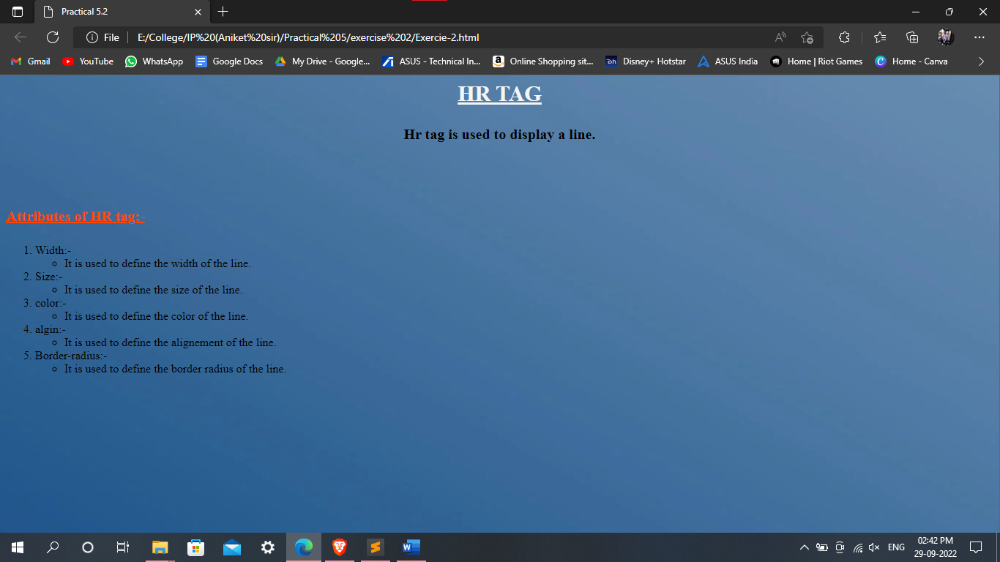 Practical 5.2
File
E:/College/IP%20(Aniket%20sir)/Practical%205/exercise%202/Exercie-2.html
Gmail
YouTube
WhatsApp
Google Docs
My Drive - Google...
ASUS - Technical In...
Online Shopping sit...
Disney+ Hotstar
ASUS India
Home | Riot Games
Home - Canva
HR TAG
Hr tag is used to display a line.
Attributes of HR tag:-
1. Width:-
It is used to define the width of the line.
2. Size:-
It is used to define the size of the line.
3. color:-
It is used to define the color of the line.
4. algin:-
It is used to define the alignement of the line.
5. Border-radius:-
It is used to define the border radius of the line.
ENG
02:42 PM
29-09-2022